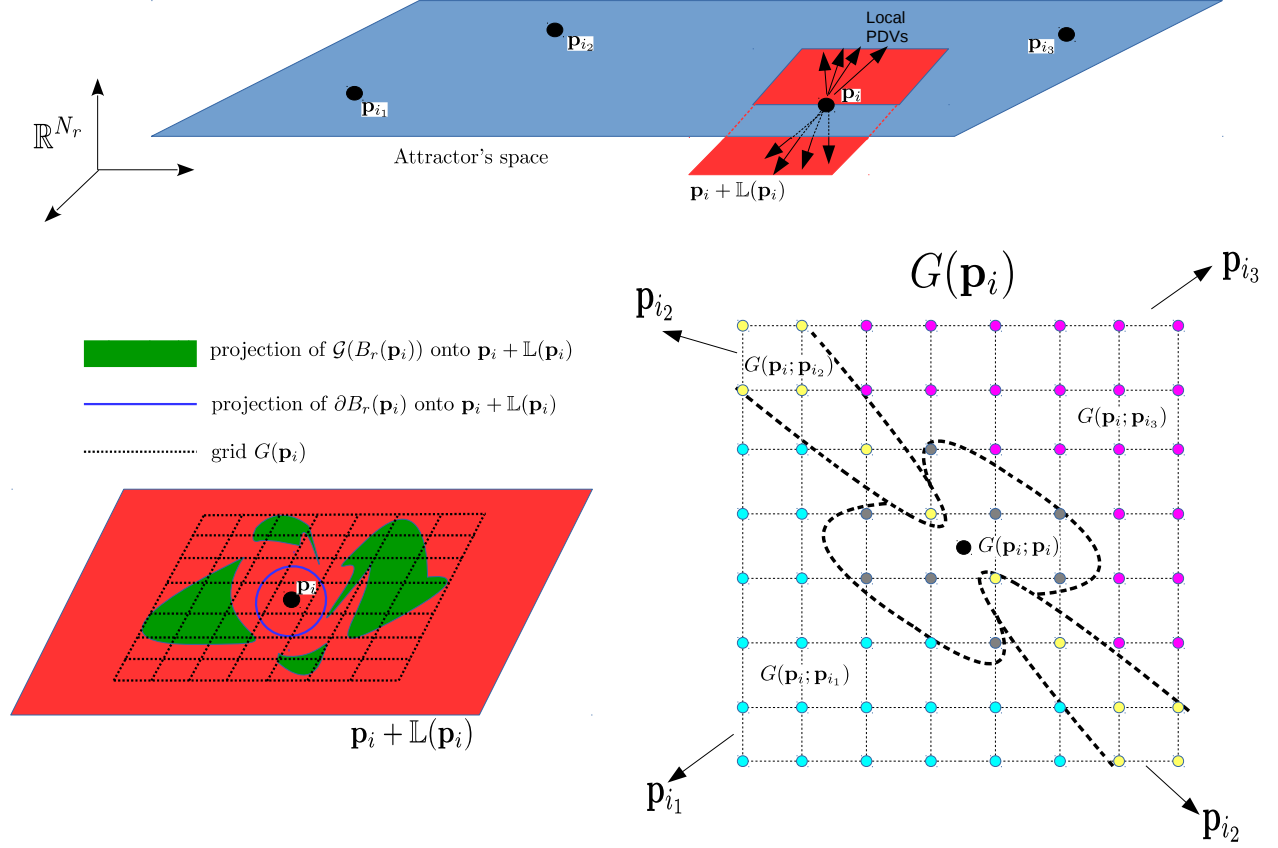 Local
PDVs
𝐩_{i_2}
𝐩_{i_3}
𝐩_i
𝐩_{i_1}
ℝ^{N_r}
Attractor's space
𝐩_i + 𝕃(𝐩_i)
G(𝐩_i)
𝐩_{i_3}
𝐩_{i_2}
projection of 𝒢(B_r(𝐩_i)) onto 𝐩_i + 𝕃(𝐩_i)
G(𝐩_i; 𝐩_{i_2})
projection of ∂B_r(𝐩_i) onto 𝐩_i + 𝕃(𝐩_i)
G(𝐩_i; 𝐩_{i_3})
grid G(𝐩_i)
G(𝐩_i; 𝐩_i)
𝐩_i
G(𝐩_i; 𝐩_{i_1})
𝐩_i + 𝕃(𝐩_i)
𝐩_{i_1}
𝐩_{i_2}